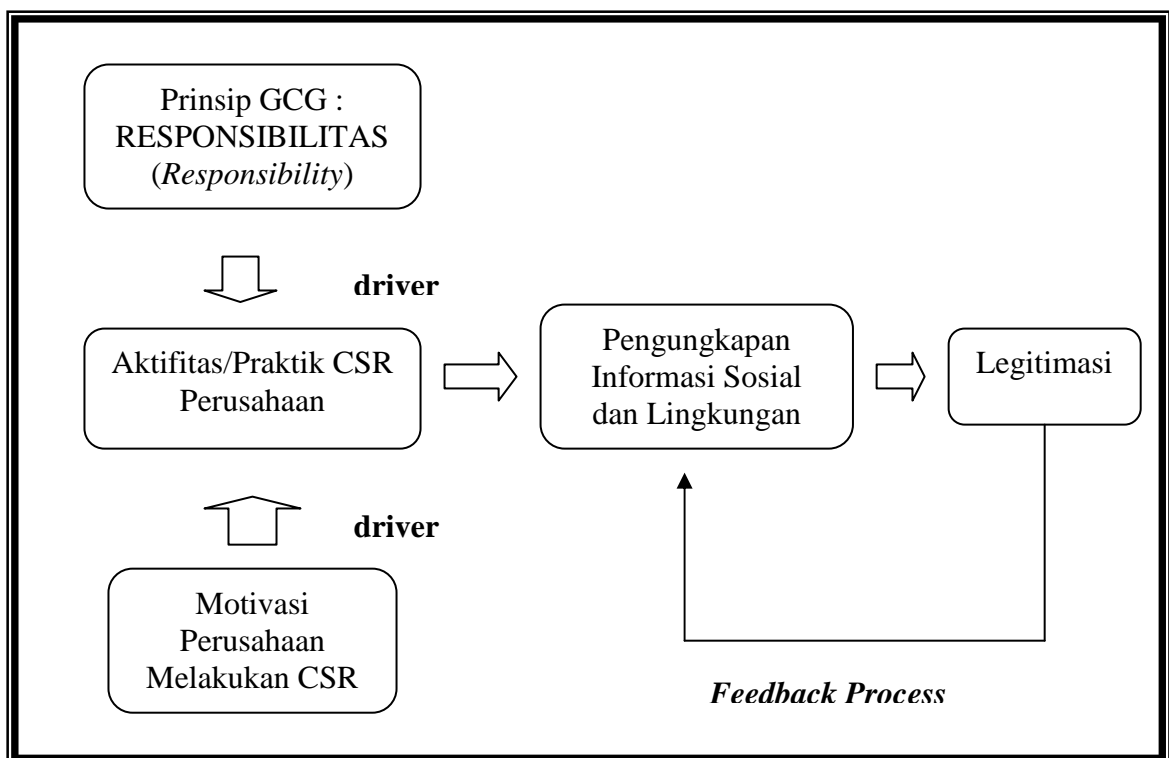 Prinsip GCG :
RESPONSIBILITAS
(Responsibility)
driver
Aktifitas/Praktik CSR
Perusahaan
Pengungkapan
Informasi Sosial
dan Lingkungan
Legitimasi
driver
Motivasi
Perusahaan
Melakukan CSR
Feedback Process